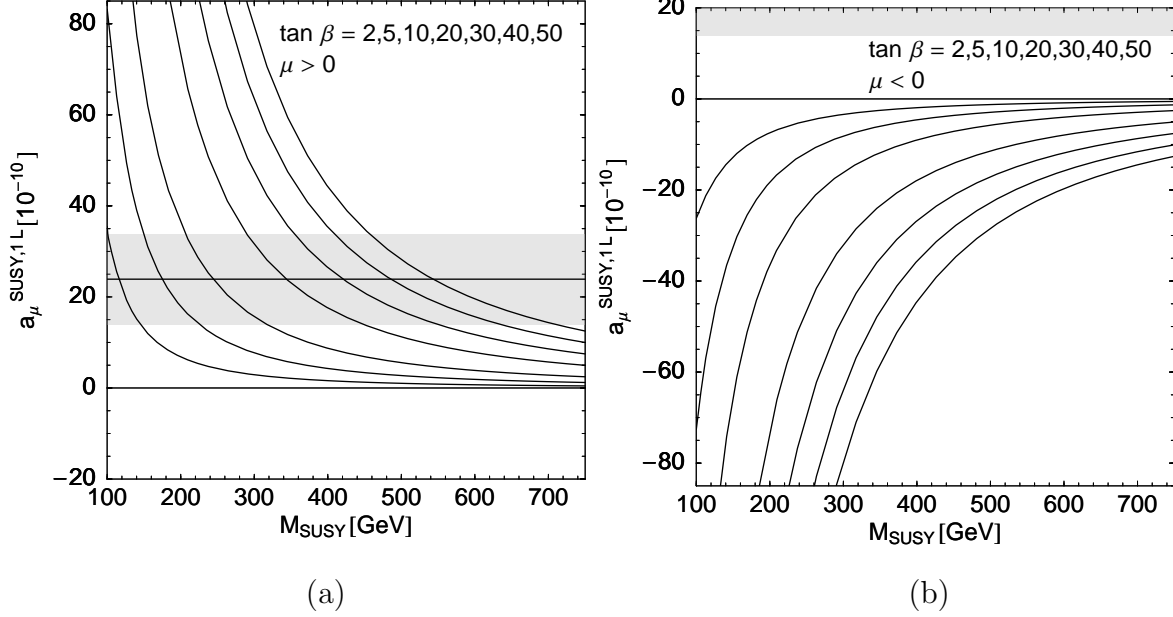 80
60
40
20
0
−20
100 200 300 400 500 600 700
M_SUSY [GeV]
a_μ^SUSY,1 L [10^−10]
tan β = 2,5,10,20,30,40,50
μ > 0
(a)
20
0
−20
−40
−60
−80
100 200 300 400 500 600 700
M_SUSY [GeV]
a_μ^SUSY,1 L [10^−10]
tan β = 2,5,10,20,30,40,50
μ < 0
(b)